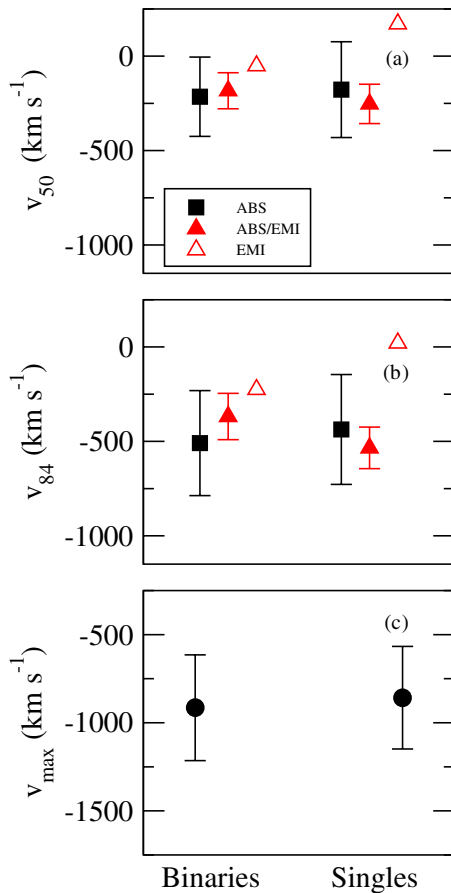 0
-500
-1000
v50 (km s-1)
(a)
ABS
ABS/EMI
EMI
0
-500
-1000
v84 (km s-1)
(b)
-500
-1000
-1500
vmax (km s-1)
(c)
Binaries Singles